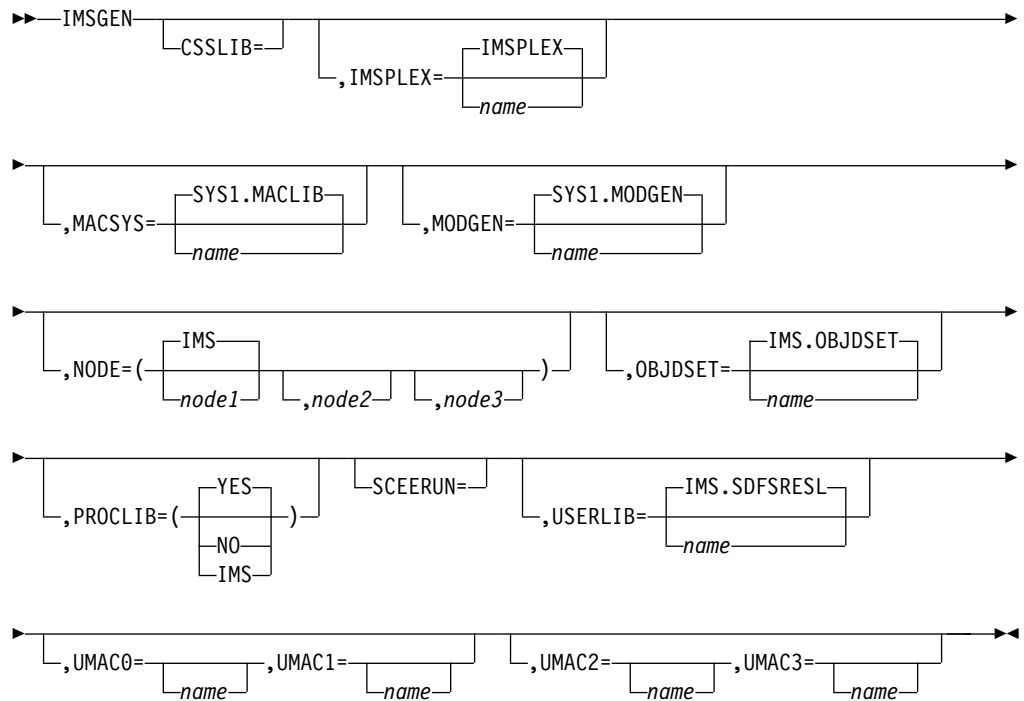 IMSGEN
CSSLIB=
,IMSPLEX=
IMSPLEX
name
,MACSYS=
SYS1.MACLIB
name
,MODGEN=
SYS1.MODGEN
name
,NODE=(
IMS
node1
,node2
,node3
)
,OBJDSET=
IMS.OBJDSET
name
,PROCLIB=(
YES
NO
IMS
)
SCEERUN=
,USERLIB=
IMS.SDFSRESL
name
,UMAC0=
name
,UMAC1=
name
,UMAC2=
name
,UMAC3=
name